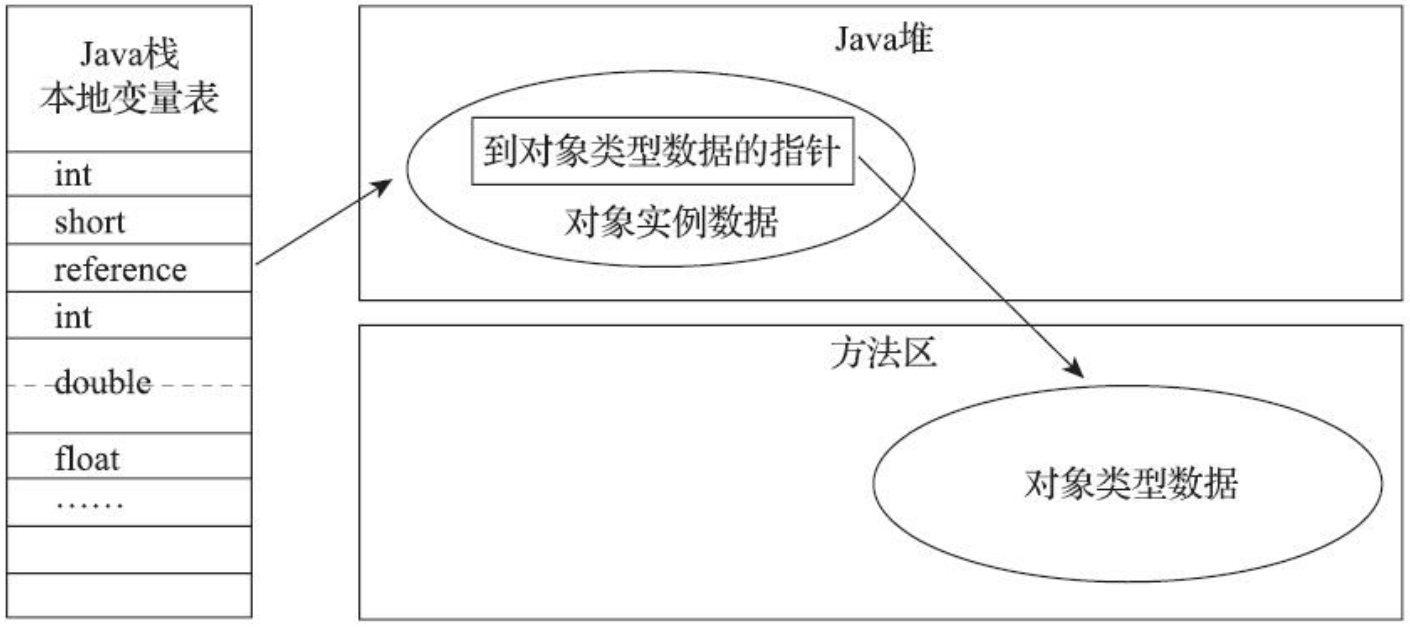 Java栈
本地变量表
int
short
reference
int
double
float
……
Java堆
到对象类型数据的指针
对象实例数据
方法区
对象类型数据